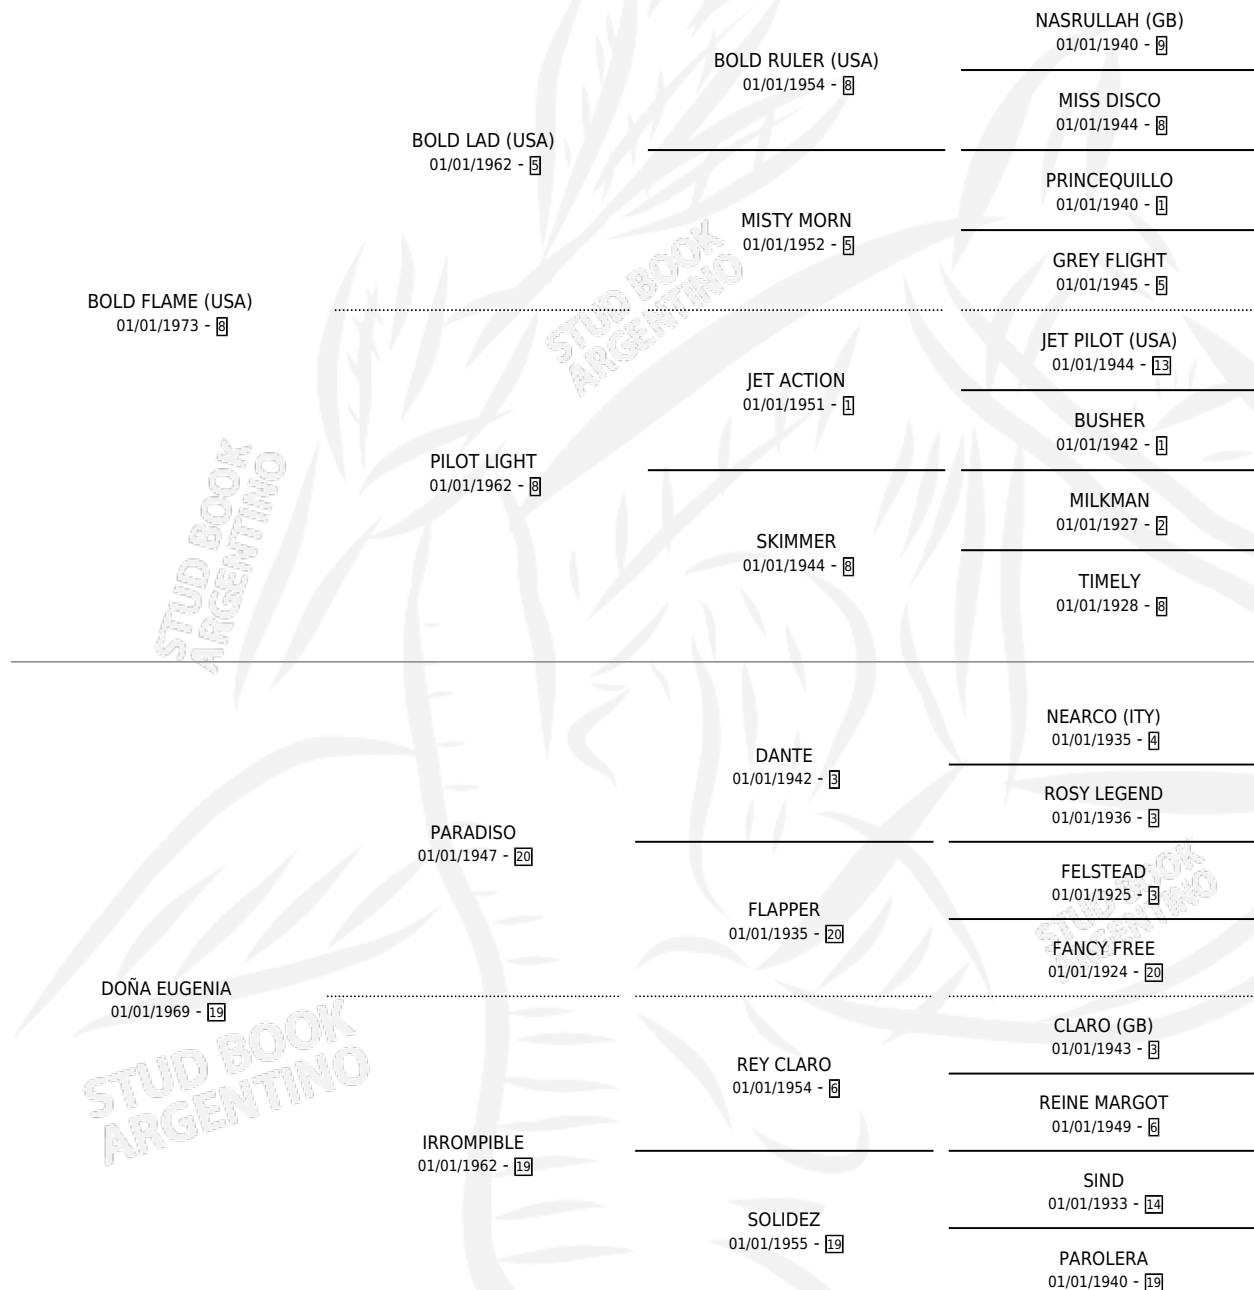 NASRULLAH (GB)
01/01/1940 - 9
BOLD RULER (USA)
01/01/1954 - 8
MISS DISCO
01/01/1944 - 8
BOLD LAD (USA)
01/01/1962 - 5
PRINCEQUILLO
01/01/1940 - 1
MISTY MORN
01/01/1952 - 5
GREY FLIGHT
01/01/1945 - 5
BOLD FLAME (USA)
01/01/1973 - 8
JET PILOT (USA)
01/01/1944 - 13
JET ACTION
01/01/1951 - 1
BUSHER
01/01/1942 - 1
PILOT LIGHT
01/01/1962 - 8
MILKMAN
01/01/1927 - 2
SKIMMER
01/01/1944 - 8
TIMELY
01/01/1928 - 8
NEARCO (ITY)
01/01/1935 - 4
DANTE
01/01/1942 - 3
ROSY LEGEND
01/01/1936 - 3
PARADISO
01/01/1947 - 20
FELSTEAD
01/01/1925 - 3
FLAPPER
01/01/1935 - 20
FANCY FREE
01/01/1924 - 20
DOÑA EUGENIA
01/01/1969 - 19
CLARO (GB)
01/01/1943 - 3
REY CLARO
01/01/1954 - 6
REINE MARGOT
01/01/1949 - 6
IRROMPIBLE
01/01/1962 - 19
SIND
01/01/1933 - 14
SOLIDEZ
01/01/1955 - 19
PAROLERA
01/01/1940 - 19
STUD BOOK
ARGENTINO
STUD BOOK
ARGENTINO
STUD BOOK
ARGENTINO
STUD BOOK
ARGENTINO